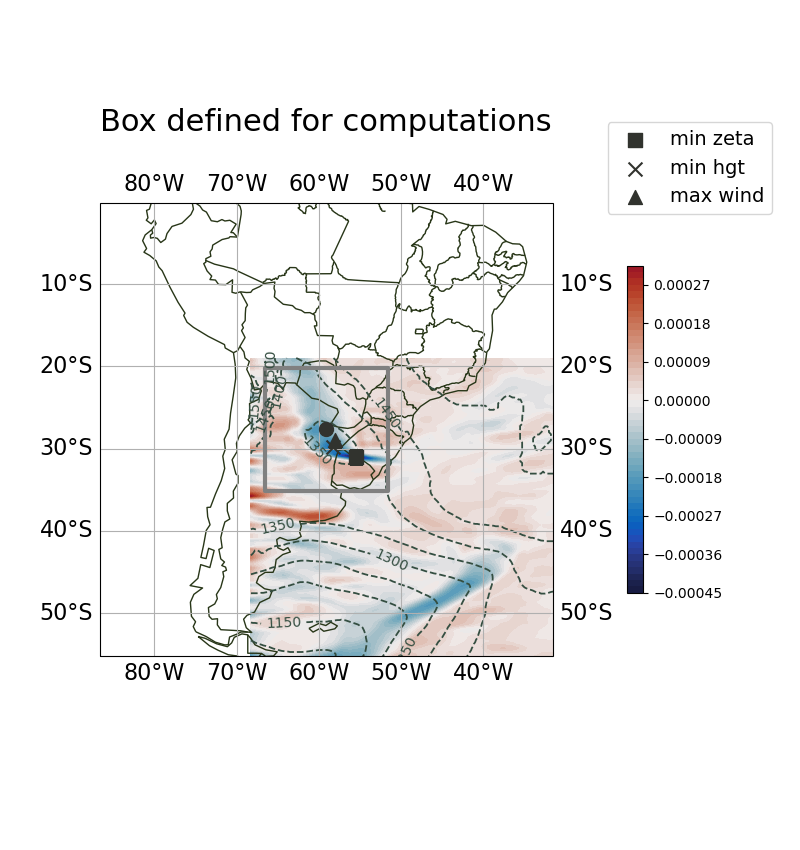 Box defined for computations
min zeta
min hgt
max wind
80°W 70°W 60°W 50°W 40°W
10°S 10°S
20°S 20°S
30°S 30°S
40°S 40°S
50°S 50°S
80°W 70°W 60°W 50°W 40°W
0.00027
0.00018
0.00009
0.00000
−0.00009
−0.00018
−0.00027
−0.00036
−0.00045
1400
1350
1350
1300
1150